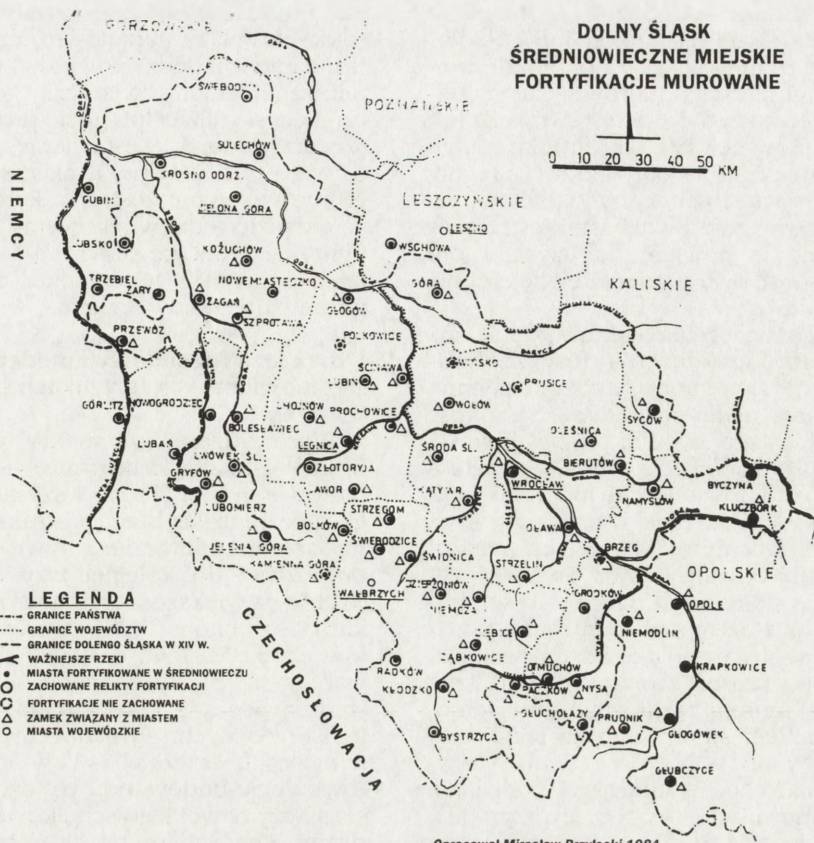 DOLNY ŚLĄSK
ŚREDNIOWIECZNE MIEJSKIE
FORTYFIKACJE MUROWANE
0 10 20 30 40 50 KM
GORZOWSKIE
POZNAŃSKIE
LESZCZYŃSKIE
KALISKIE
OPOLSKIE
NIEMCY
CZECHOSŁOWACJA
ŚWIEBODZIN
SULECHÓW
KROSNO ODRZ.
GUBIN
ZIELONA GÓRA
LESZNO
WSCHOWA
LUBSKO
KOŻUCHÓW
NOWE MIASTECZKO
GÓRA
TRZEBIEL
ŻARY
ŻAGAŃ
GŁOGÓW
SZPROTAWA
PRZEWÓZ
POLKOWICE
WIŃSKO
ŚCINAWA
LUBIN
PRUSICE
GÖRLITZ
NOWOGRODZIEC
BOLESŁAWIEC
CHOJNÓW
PROCHOWICE
WOŁÓW
SYCÓW
OLEŚNICA
LEGNICA
LUBAŃ
LWÓWEK ŚL.
ZŁOTORYJA
ŚRODA ŚL.
WROCŁAW
BIERUTÓW
BYCZYNA
GRYFÓW
LUBOMIERZ
JAWOR
KĄTY WR.
NAMYSŁÓW
KLUCZBORK
STRZEGOM
BOLKÓW
ŚWIEBODZICE
OŁAWA
JELENIA GÓRA
KAMIENNA GÓRA
ŚWIDNICA
STRZELIN
BRZEG
WAŁBRZYCH
DZIERŻONIÓW
NIEMCZA
GRODKÓW
OPOLE
NIEMODLIN
ZIĘBICE
ZĄBKOWICE
RADKÓW
KŁODZKO
OTMUCHÓW
PACZKÓW
NYSA
KRAPKOWICE
GŁUCHOŁAZY
PRUDNIK
GŁOGÓWEK
BYSTRZYCA
GŁUBCZYCE
LEGENDA
GRANICE PAŃSTWA
GRANICE WOJEWÓDZTW
GRANICE DOLENGO ŚLĄSKA W XIV W.
WAŻNIEJSZE RZEKI
MIASTA FORTYFIKOWANE W ŚREDNIOWIECZU
ZACHOWANE RELIKTY FORTYFIKACJI
FORTYFIKACJE NIE ZACHOWANE
ZAMEK ZWIĄZANY Z MIASTEM
MIASTA WOJEWÓDZKIE